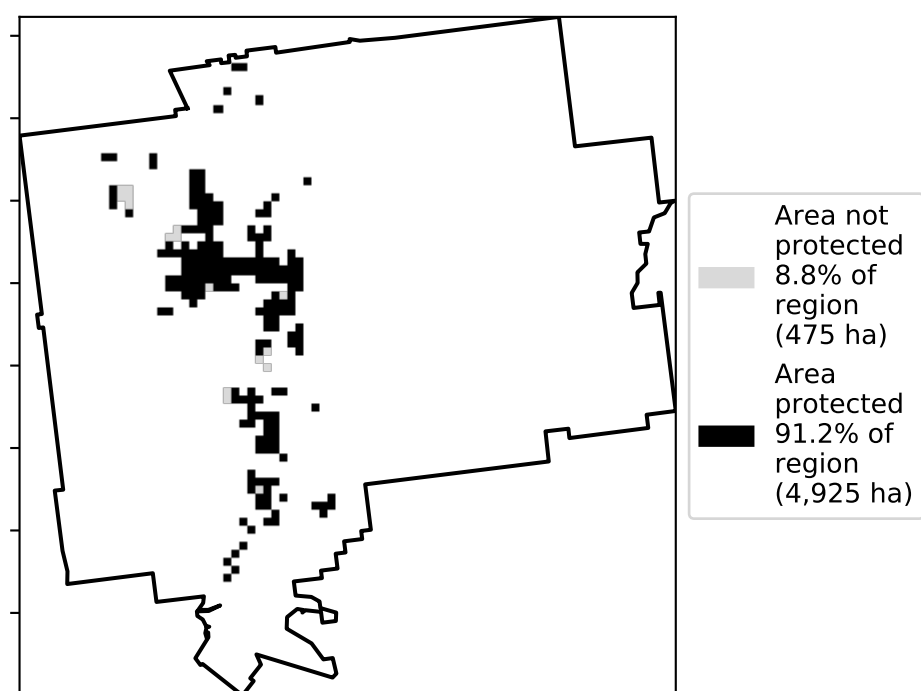 Area not
protected
8.8% of
region
(475 ha)
Area
protected
91.2% of
region
(4,925 ha)